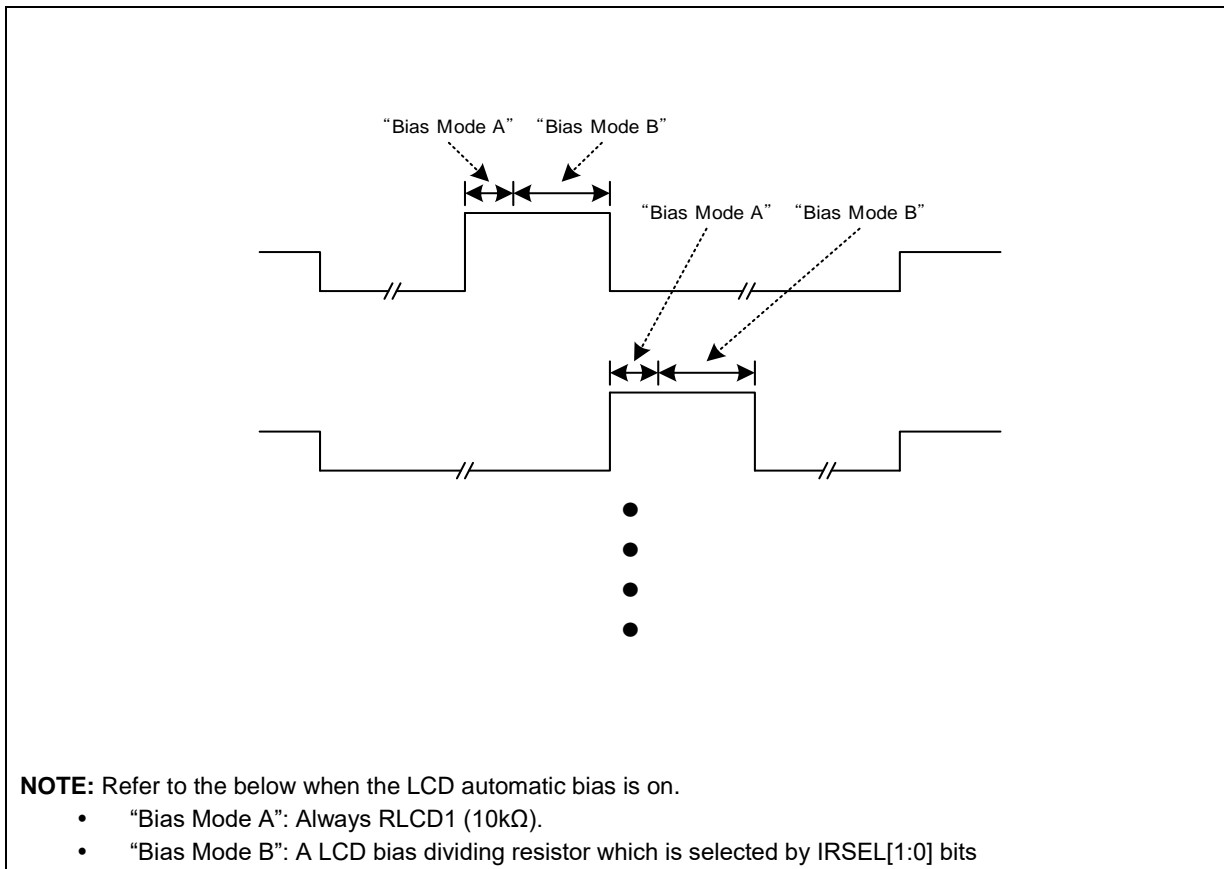 “Bias Mode A” “Bias Mode B”
“Bias Mode A” “Bias Mode B”
NOTE: Refer to the below when the LCD automatic bias is on.
• “Bias Mode A”: Always RLCD1 (10kΩ).
• “Bias Mode B”: A LCD bias dividing resistor which is selected by IRSEL[1:0] bits